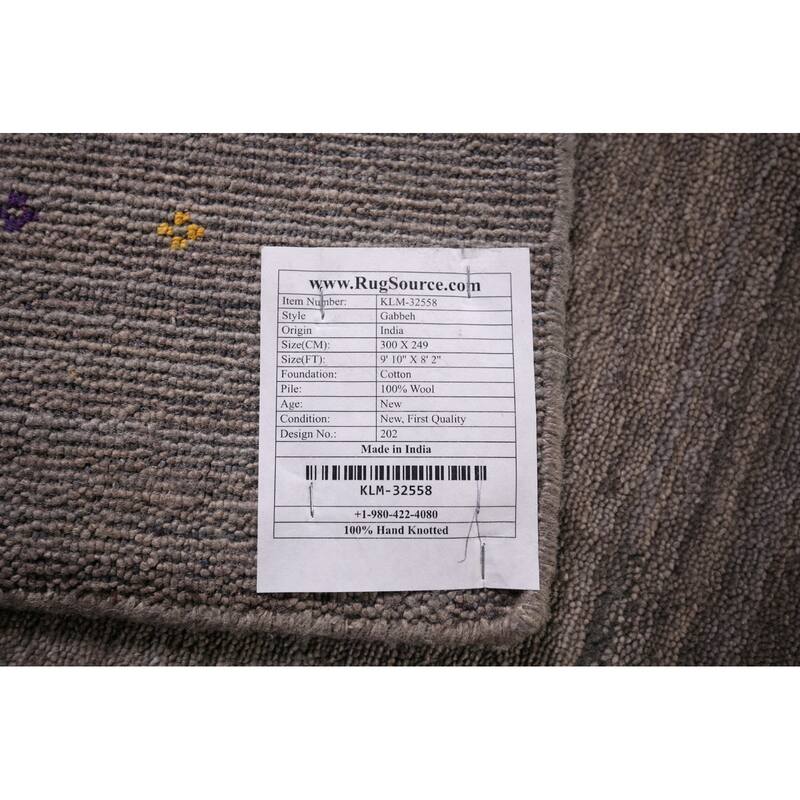 www.RugSource.com
Item Number: KLM-32558
Style Gabbeh
Origin India
Size(CM): 300 X 249
Size(FT): 9' 10" X 8' 2"
Foundation: Cotton
Pile: 100% Wool
Age: New
Condition: New, First Quality
Design No.: 202
Made in India
KLM-32558
+1-980-422-4080
100% Hand Knotted